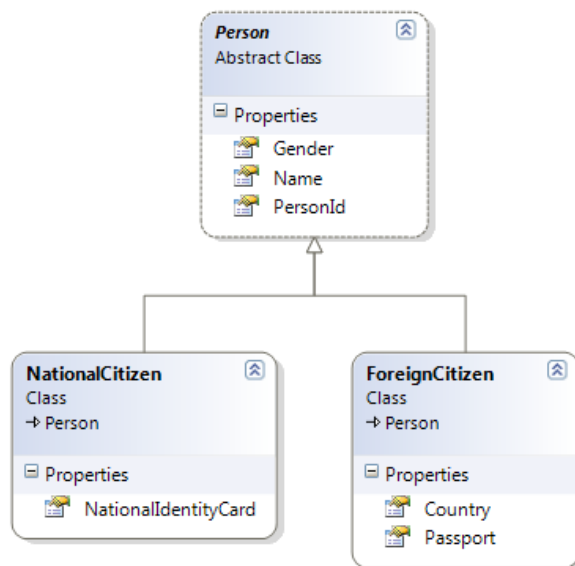 Person
Abstract Class
Properties
Gender
Name
PersonId
NationalCitizen
Class
Person
Properties
NationalIdentityCard
ForeignCitizen
Class
Person
Properties
Country
Passport